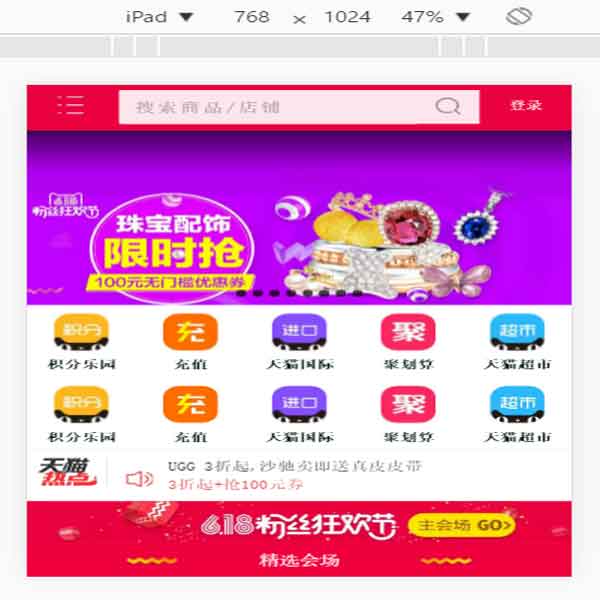 iPad ▼ 768 × 1024 47% ▼
搜索商品/店铺 登录
618
粉丝狂欢节
珠宝配饰
限时抢
100元无门槛优惠券
积分 充 进口 聚 超市
积分乐园 充值 天猫国际 聚划算 天猫超市
积分 充 进口 聚 超市
积分乐园 充值 天猫国际 聚划算 天猫超市
天猫
热点
UGG 3折起,沙驰卖即送真皮皮带
3折起+抢100元券
618粉丝狂欢节 主会场 GO>
精选会场